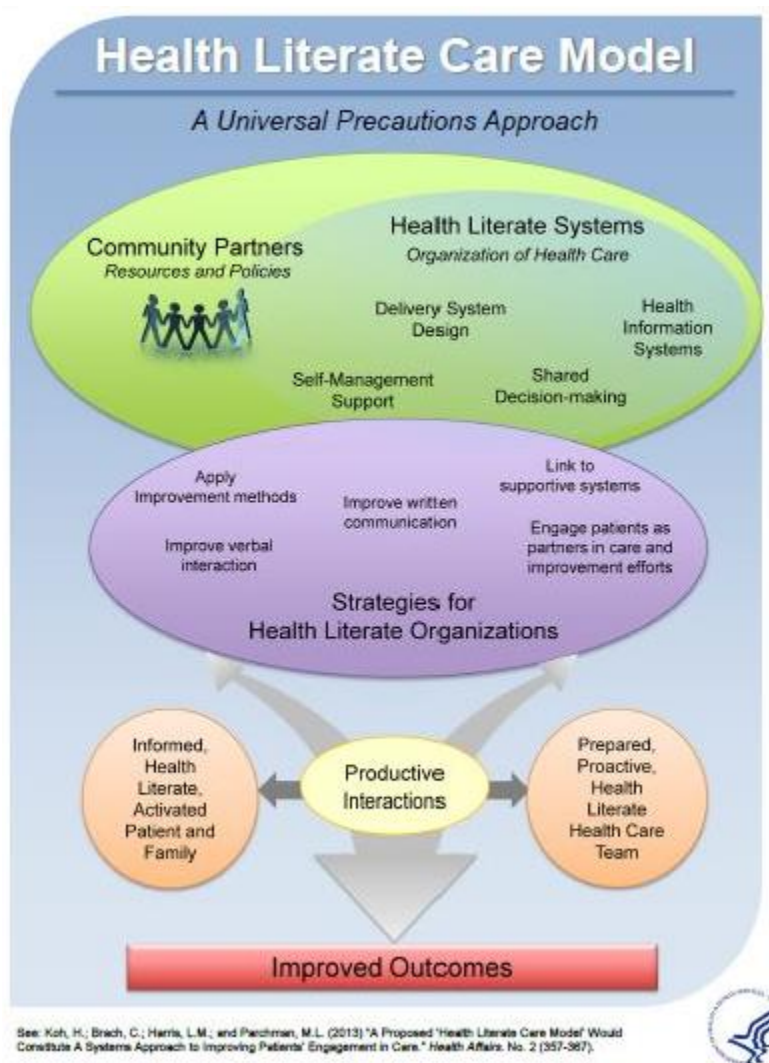 Health Literate Care Model
A Universal Precautions Approach
Community Partners
Resources and Policies
Health Literate Systems
Organization of Health Care
Delivery System
Design
Health
Information
Systems
Self-Management
Support
Shared
Decision-making
Apply
Improvement methods
Improve written
communication
Link to
supportive systems
Improve verbal
interaction
Engage patients as
partners in care and
improvement efforts
Strategies for
Health Literate Organizations
Informed,
Health
Literate,
Activated
Patient and
Family
Productive
Interactions
Prepared,
Proactive,
Health
Literate
Health Care
Team
Improved Outcomes
See: Koh, H.; Brach, C.; Harris, L.M.; and Parchman, M.L. (2013) "A Proposed 'Health Literate Care Model' Would
Constitute A Systems Approach to Improving Patients' Engagement in Care." Health Affairs. No. 2 (357-367).